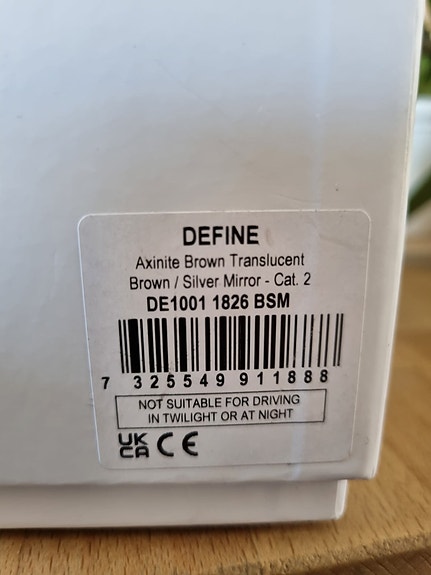 DEFINE
Axinite Brown Translucent
Brown / Silver Mirror - Cat. 2
DE1001 1826 BSM
7 325549 911888
NOT SUITABLE FOR DRIVING
IN TWILIGHT OR AT NIGHT
UK
CA CE